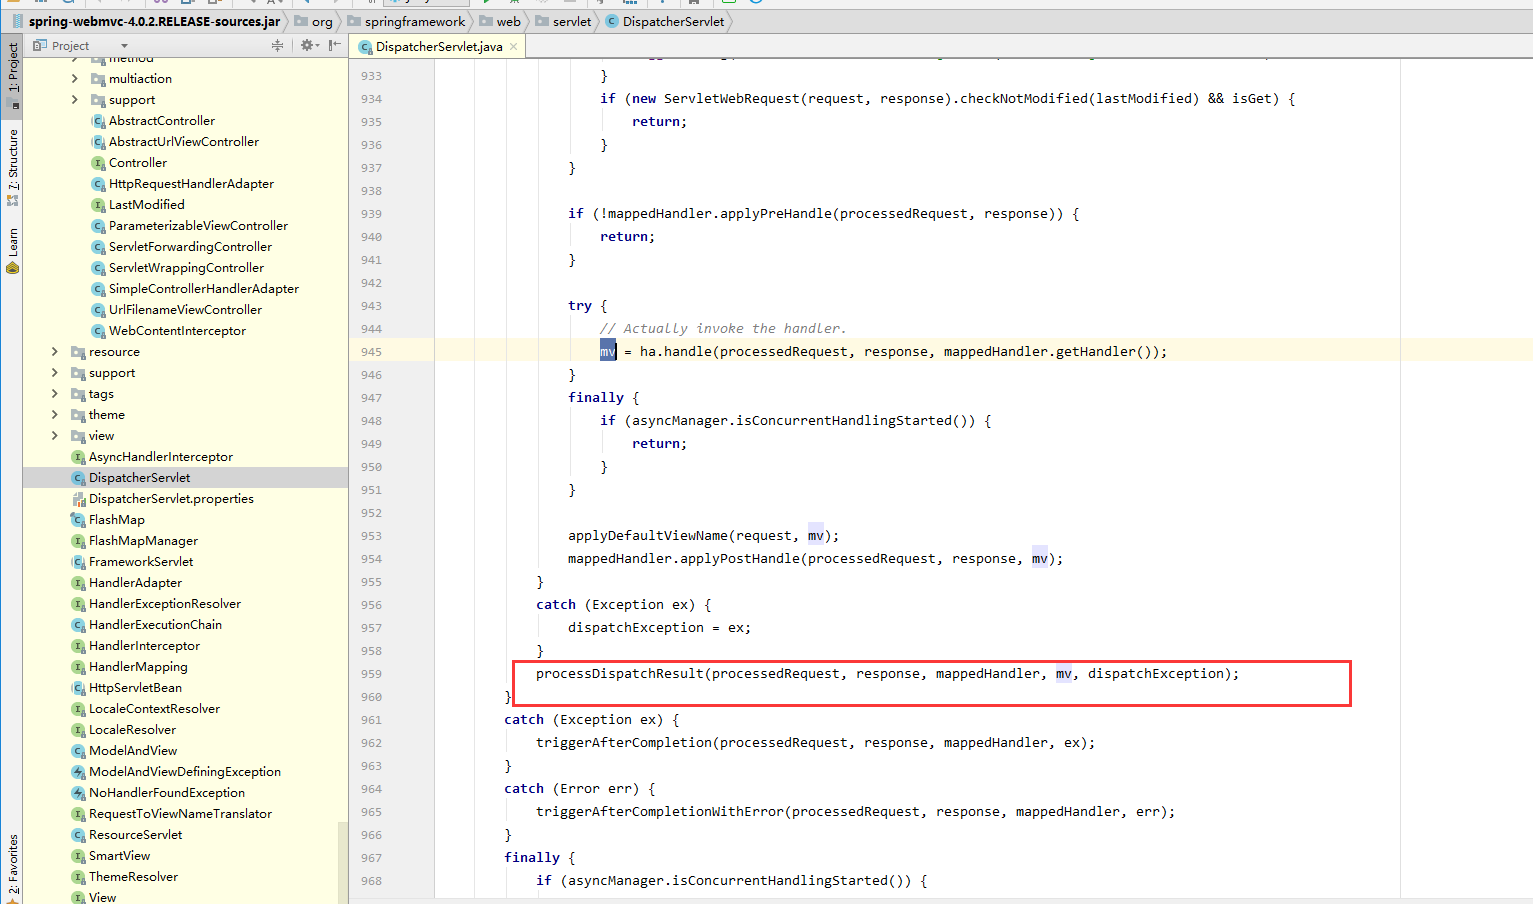 spring-webmvc-4.0.2.RELEASE-sources.jar org springframework web servlet DispatcherServlet
Project
DispatcherServlet.java
1: Project
7: Structure
Learn
2: Favorites
method
multiaction
support
AbstractController
AbstractUrlViewController
Controller
HttpRequestHandlerAdapter
LastModified
ParameterizableViewController
ServletForwardingController
ServletWrappingController
SimpleControllerHandlerAdapter
UrlFilenameViewController
WebContentInterceptor
resource
support
tags
theme
view
AsyncHandlerInterceptor
DispatcherServlet
DispatcherServlet.properties
FlashMap
FlashMapManager
FrameworkServlet
HandlerAdapter
HandlerExceptionResolver
HandlerExecutionChain
HandlerInterceptor
HandlerMapping
HttpServletBean
LocaleContextResolver
LocaleResolver
ModelAndView
ModelAndViewDefiningException
NoHandlerFoundException
RequestToViewNameTranslator
ResourceServlet
SmartView
ThemeResolver
View
933 }
934 if (new ServletWebRequest(request, response).checkNotModified(lastModified) && isGet) {
935 return;
936 }
937 }
938
939 if (!mappedHandler.applyPreHandle(processedRequest, response)) {
940 return;
941 }
942
943 try {
944 // Actually invoke the handler.
945 mv = ha.handle(processedRequest, response, mappedHandler.getHandler());
946 }
947 finally {
948 if (asyncManager.isConcurrentHandlingStarted()) {
949 return;
950 }
951 }
952
953 applyDefaultViewName(request, mv);
954 mappedHandler.applyPostHandle(processedRequest, response, mv);
955 }
956 catch (Exception ex) {
957 dispatchException = ex;
958 }
959 processDispatchResult(processedRequest, response, mappedHandler, mv, dispatchException);
960 }
961 catch (Exception ex) {
962 triggerAfterCompletion(processedRequest, response, mappedHandler, ex);
963 }
964 catch (Error err) {
965 triggerAfterCompletionWithError(processedRequest, response, mappedHandler, err);
966 }
967 finally {
968 if (asyncManager.isConcurrentHandlingStarted()) {